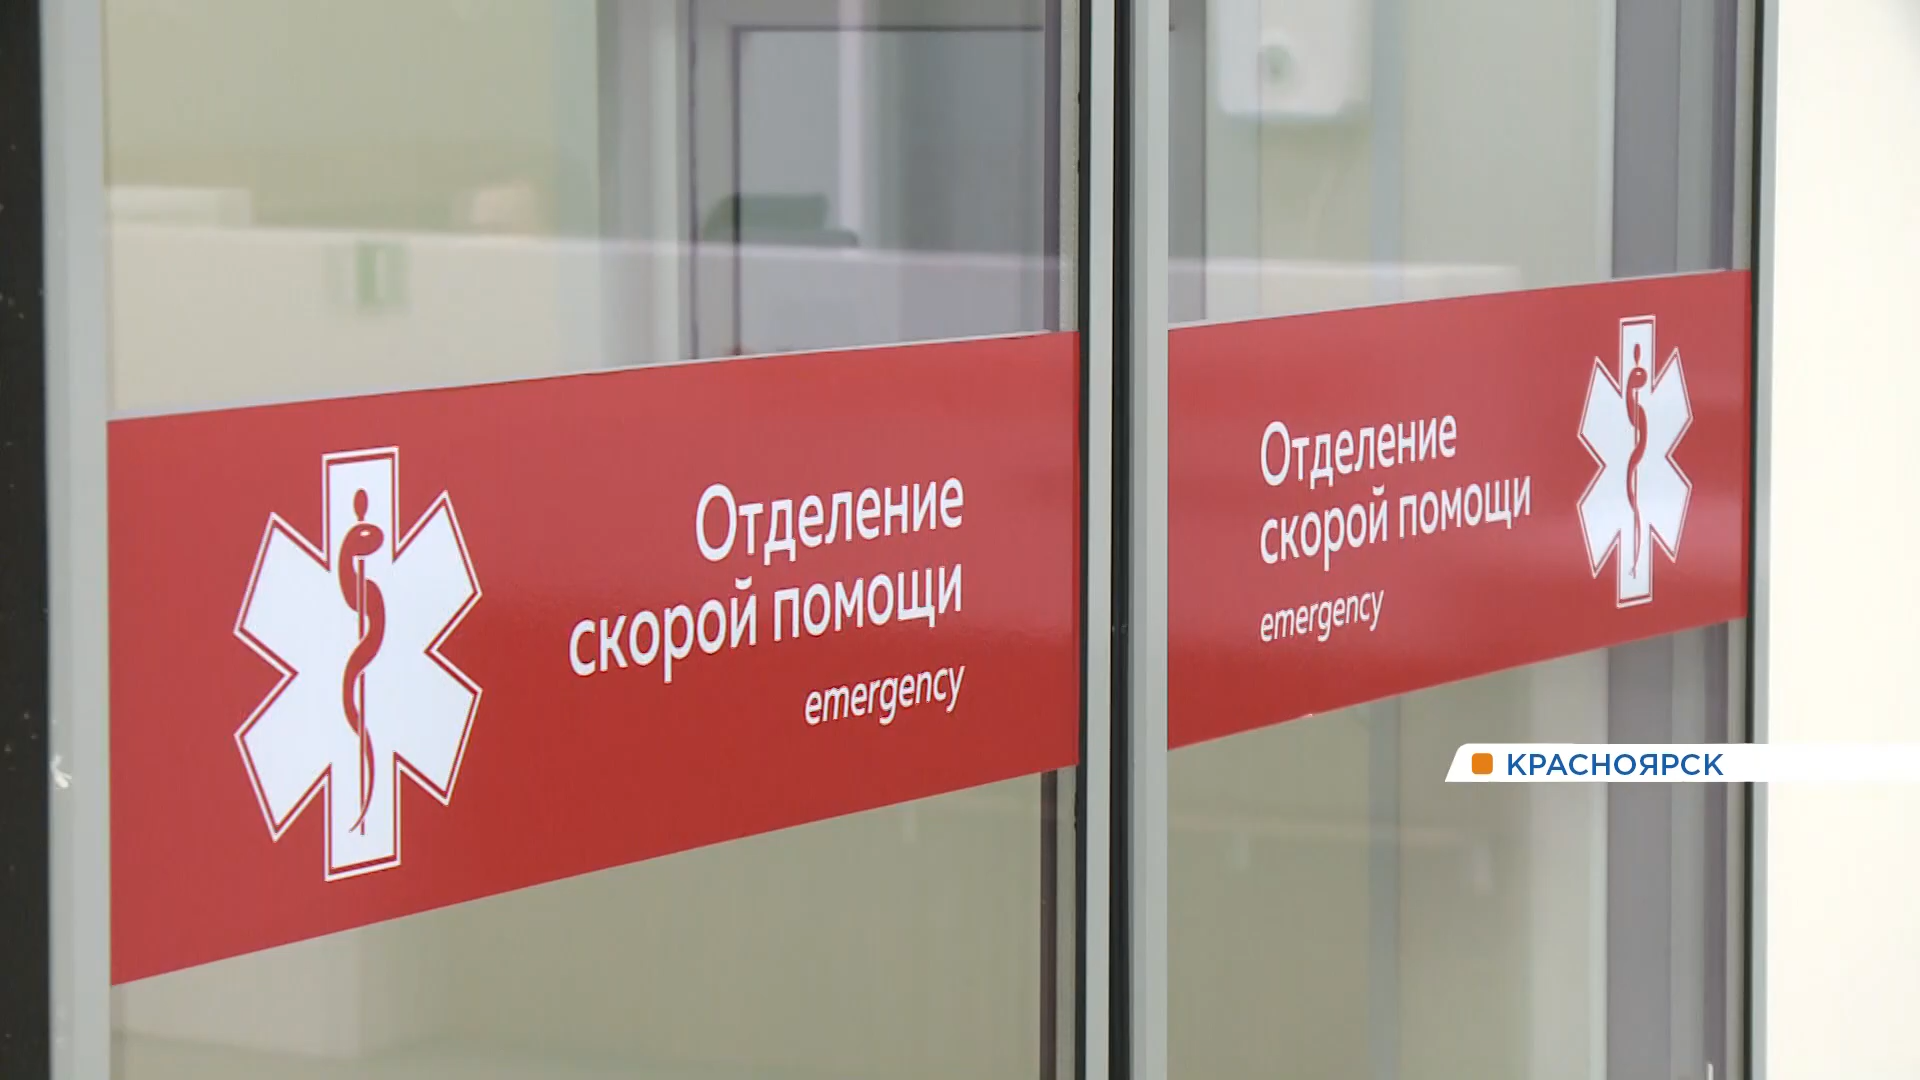 Отделение
скорой помощи
emergency
Отделение
скорой помощи
emergency
КРАСНОЯРСК